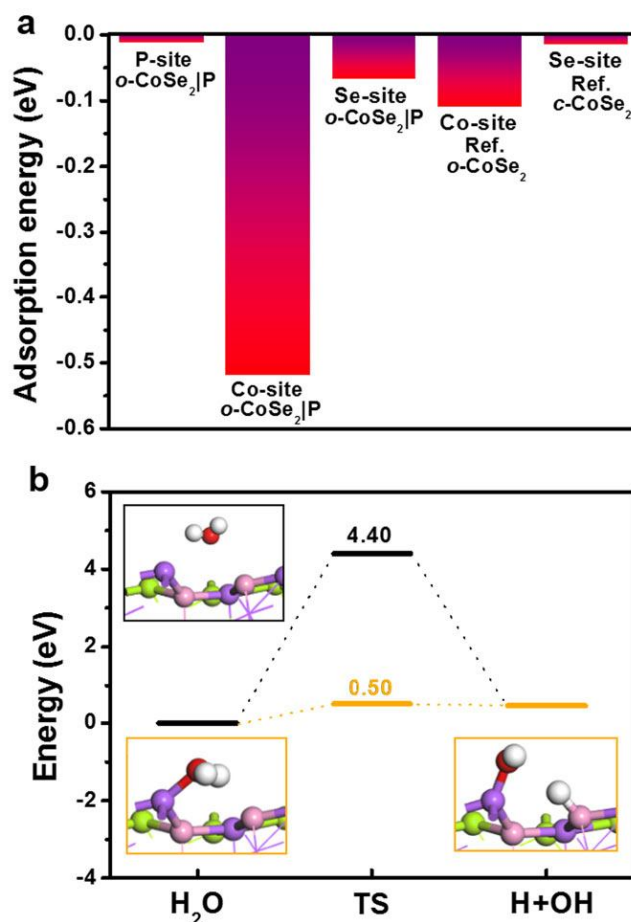 a
Adsorption energy (eV)
0.0
-0.1
-0.2
-0.3
-0.4
-0.5
-0.6
P-site
o-CoSe₂|P
Co-site
o-CoSe₂|P
Se-site
o-CoSe₂|P
Co-site
Ref.
o-CoSe₂
Se-site
Ref.
c-CoSe₂
b
Energy (eV)
6
4
2
0
-2
-4
4.40
0.50
H₂O
TS
H+OH